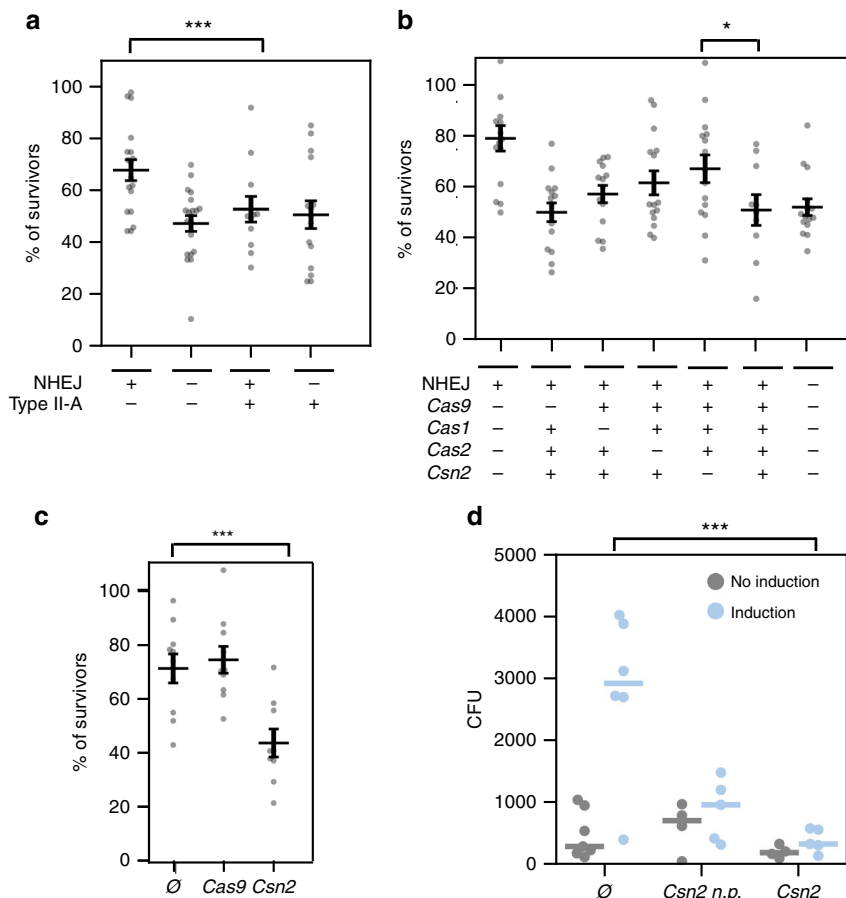 a
***
% of survivors
100
80
60
40
20
0
NHEJ + – + –
Type II-A – – + +
b
*
% of survivors
100
80
60
40
20
0
NHEJ + + + + + + –
Cas9 – – + + + + –
Cas1 – + – + + + –
Cas2 – + + – + + –
Csn2 – + + + – + –
c
***
% of survivors
100
80
60
40
20
0
Ø Cas9 Csn2
d
***
CFU
5000
4000
3000
2000
1000
0
No induction
Induction
Ø Csn2 n.p. Csn2